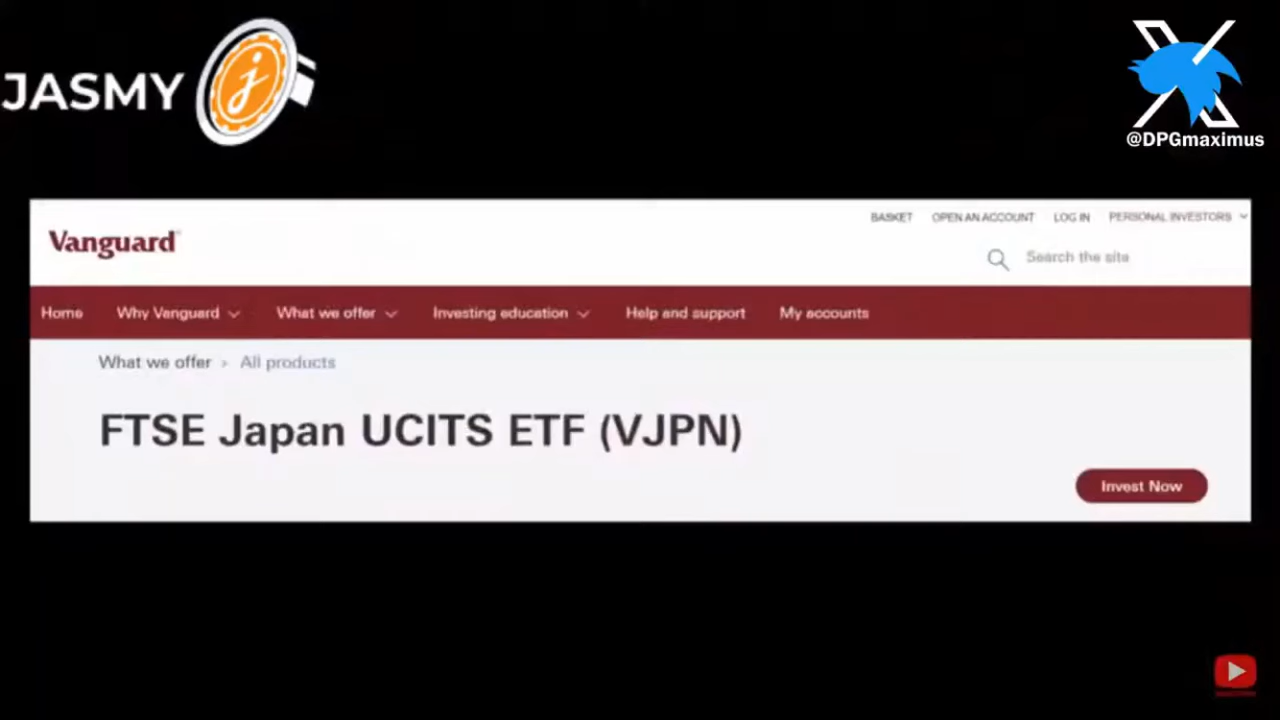 JASMY
@DPGmaximus
BASKET OPEN AN ACCOUNT LOG IN PERSONAL INVESTORS
Vanguard
Search the site
Home Why Vanguard What we offer Investing education Help and support My accounts
What we offer > All products
FTSE Japan UCITS ETF (VJPN)
Invest Now